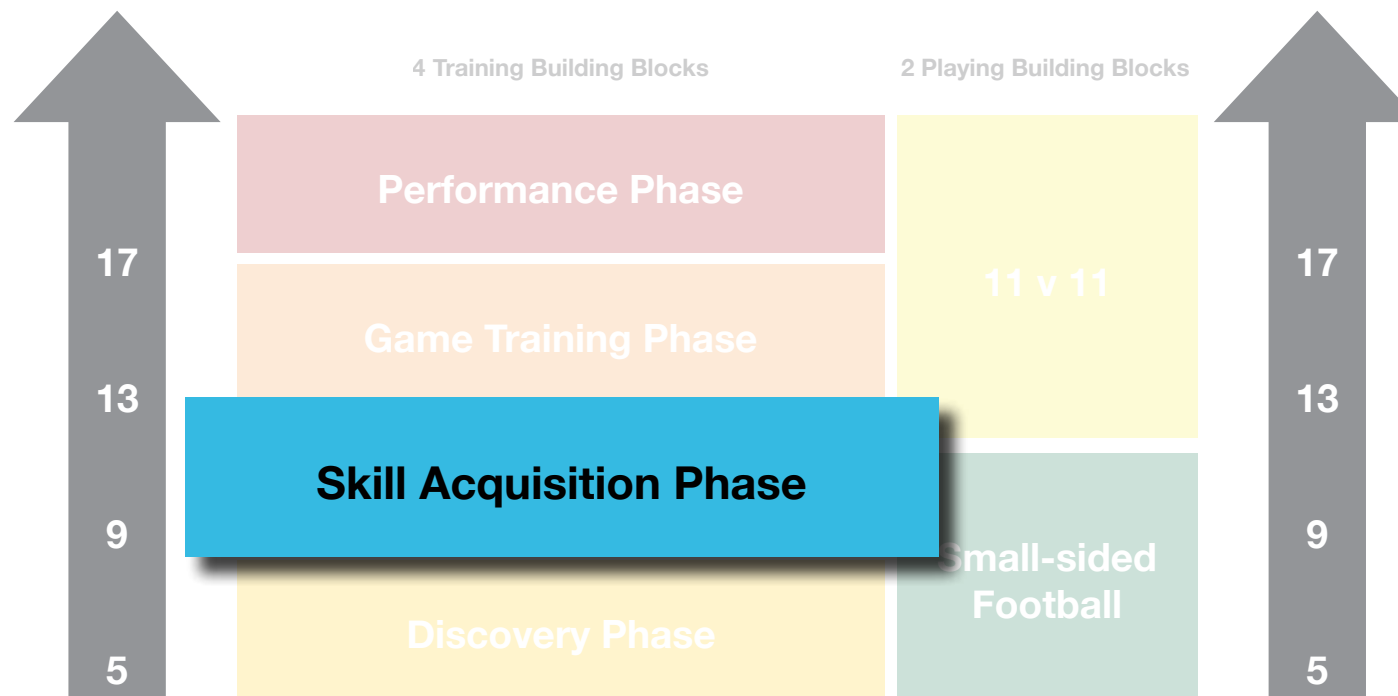 4 Training Building Blocks
2 Playing Building Blocks
Performance Phase
17
11 v 11
17
Game Training Phase
13
13
Skill Acquisition Phase
9
9
Small-sided
Football
Discovery Phase
5
5